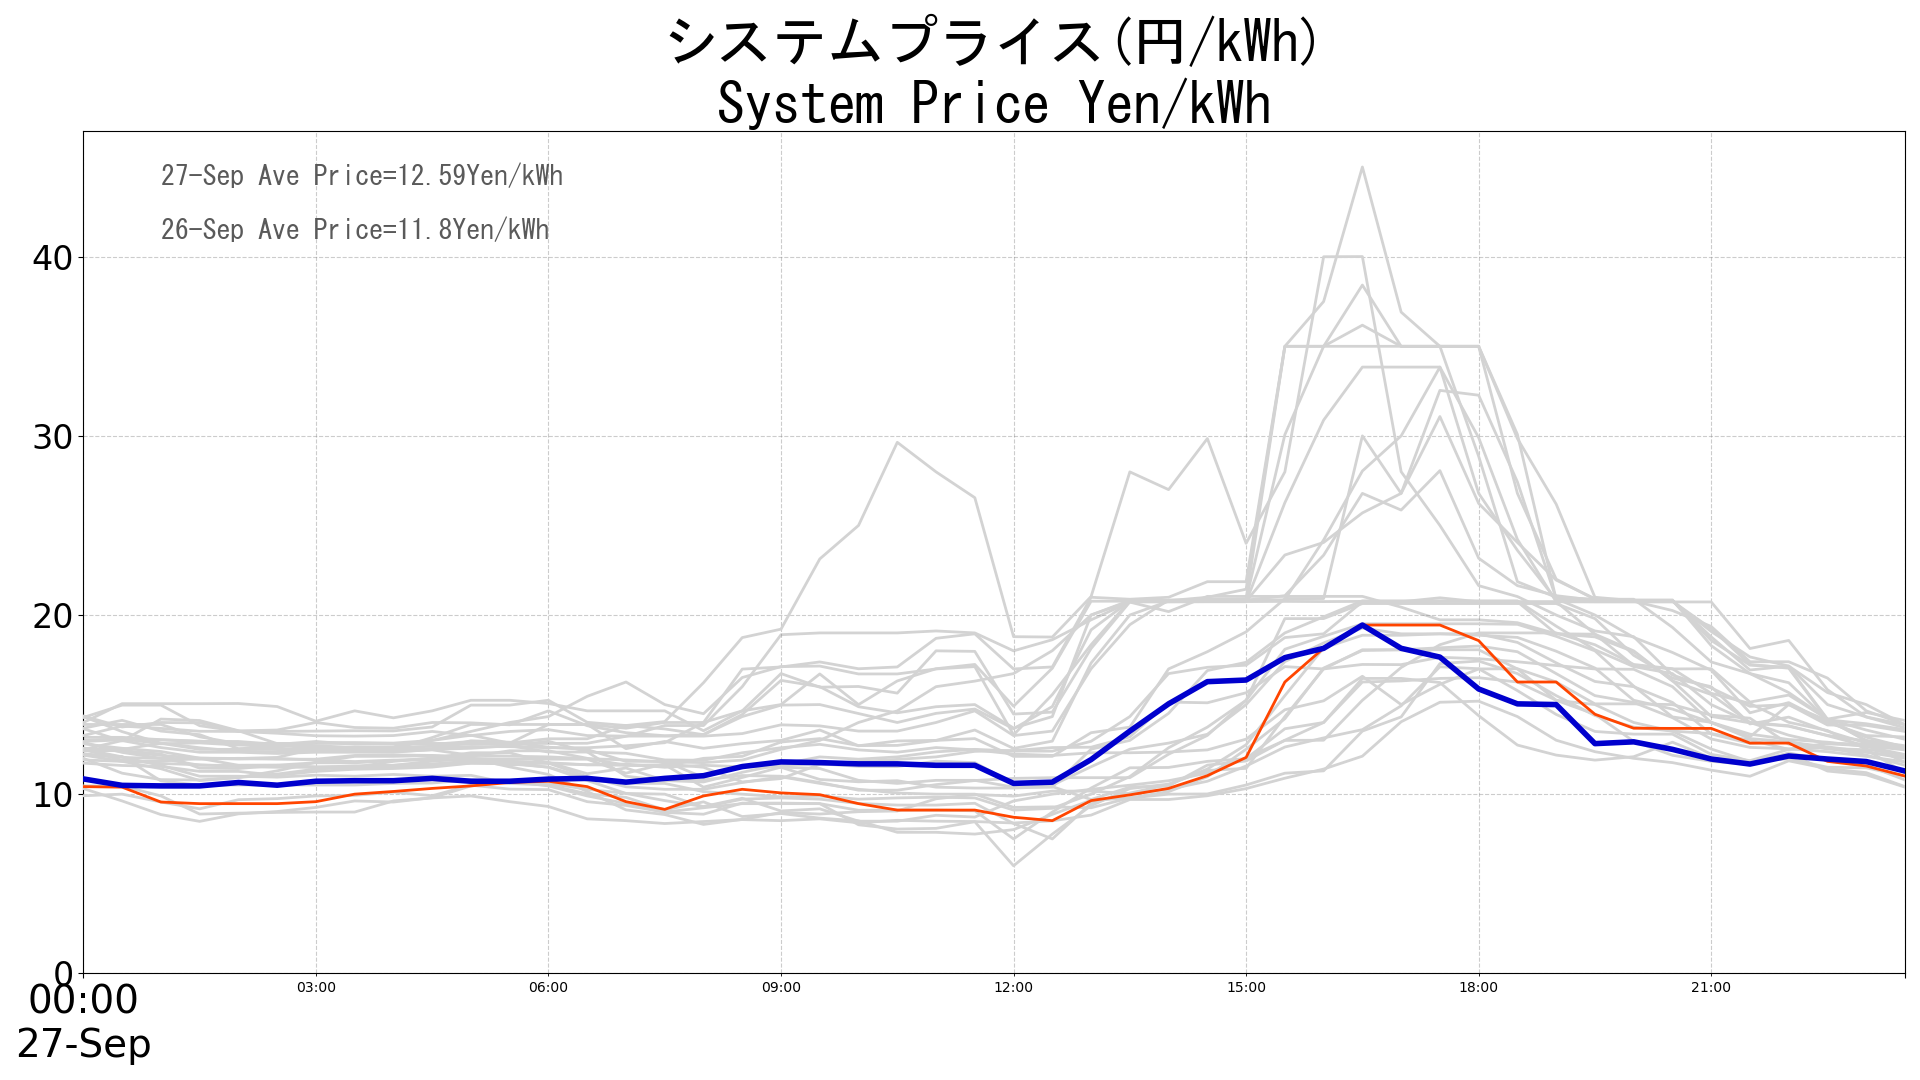 システムプライス(円/kWh)
System Price Yen/kWh
27-Sep Ave Price=12.59Yen/kWh
26-Sep Ave Price=11.8Yen/kWh
40
30
20
10
0
00:00
03:00
06:00
09:00
12:00
15:00
18:00
21:00
27-Sep